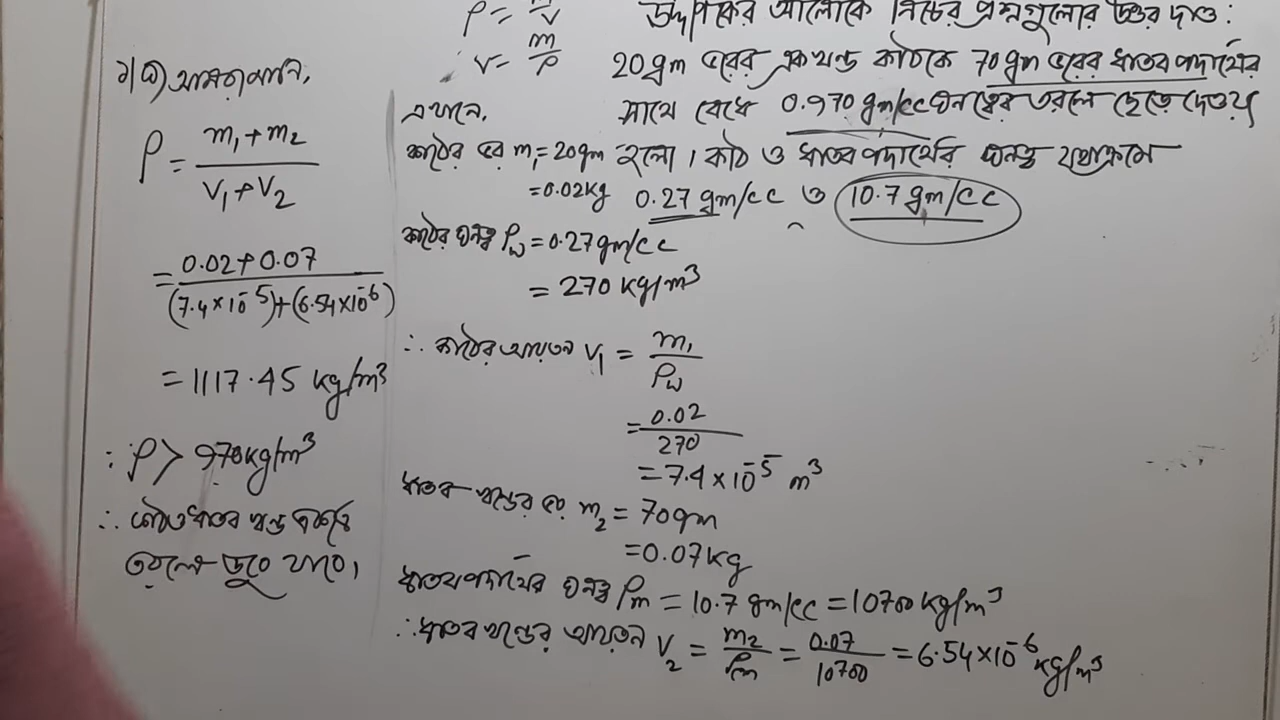 ρ = m/V
V = m/ρ
উদ্দীপকের আলোকে নিচের প্রশ্নগুলোর উত্তর দাও:
20gm ভরের একখন্ড কাঠকে 70gm ভরের ধাতব পদার্থের
সাথে বেধে 0.970 gm/cc ঘনত্বের তরলে ছেড়ে দেওয়া
হলো। কাঠ ও ধাতব পদার্থের ঘনত্ব যথাক্রমে
0.27 gm/cc ও 10.7 gm/cc
আমরা জানি,
ρ = (m₁+m₂)/(V₁+V₂)
= (0.02+0.07)/((7.4×10⁻⁵)+(6.54×10⁻⁶))
= 1117.45 kg/m³
∴ ρ > 970kg/m³
∴ ধাতব খন্ড
তরলে ডুবে যাবে।
এখানে,
কাঠের ভর m₁ = 20gm
= 0.02kg
কাঠের ঘনত্ব ρw = 0.27gm/cc
= 270 kg/m³
∴ কাঠের আয়তন V₁ = m₁/ρw
= 0.02/270
= 7.4×10⁻⁵ m³
ধাতব খন্ডের ভর m₂ = 70gm
= 0.07kg
ধাতব পদার্থের ঘনত্ব ρm = 10.7 gm/cc = 10700 kg/m³
∴ ধাতব খন্ডের আয়তন V₂ = m₂/ρm = 0.07/10700 = 6.54×10⁻⁶ kg/m³